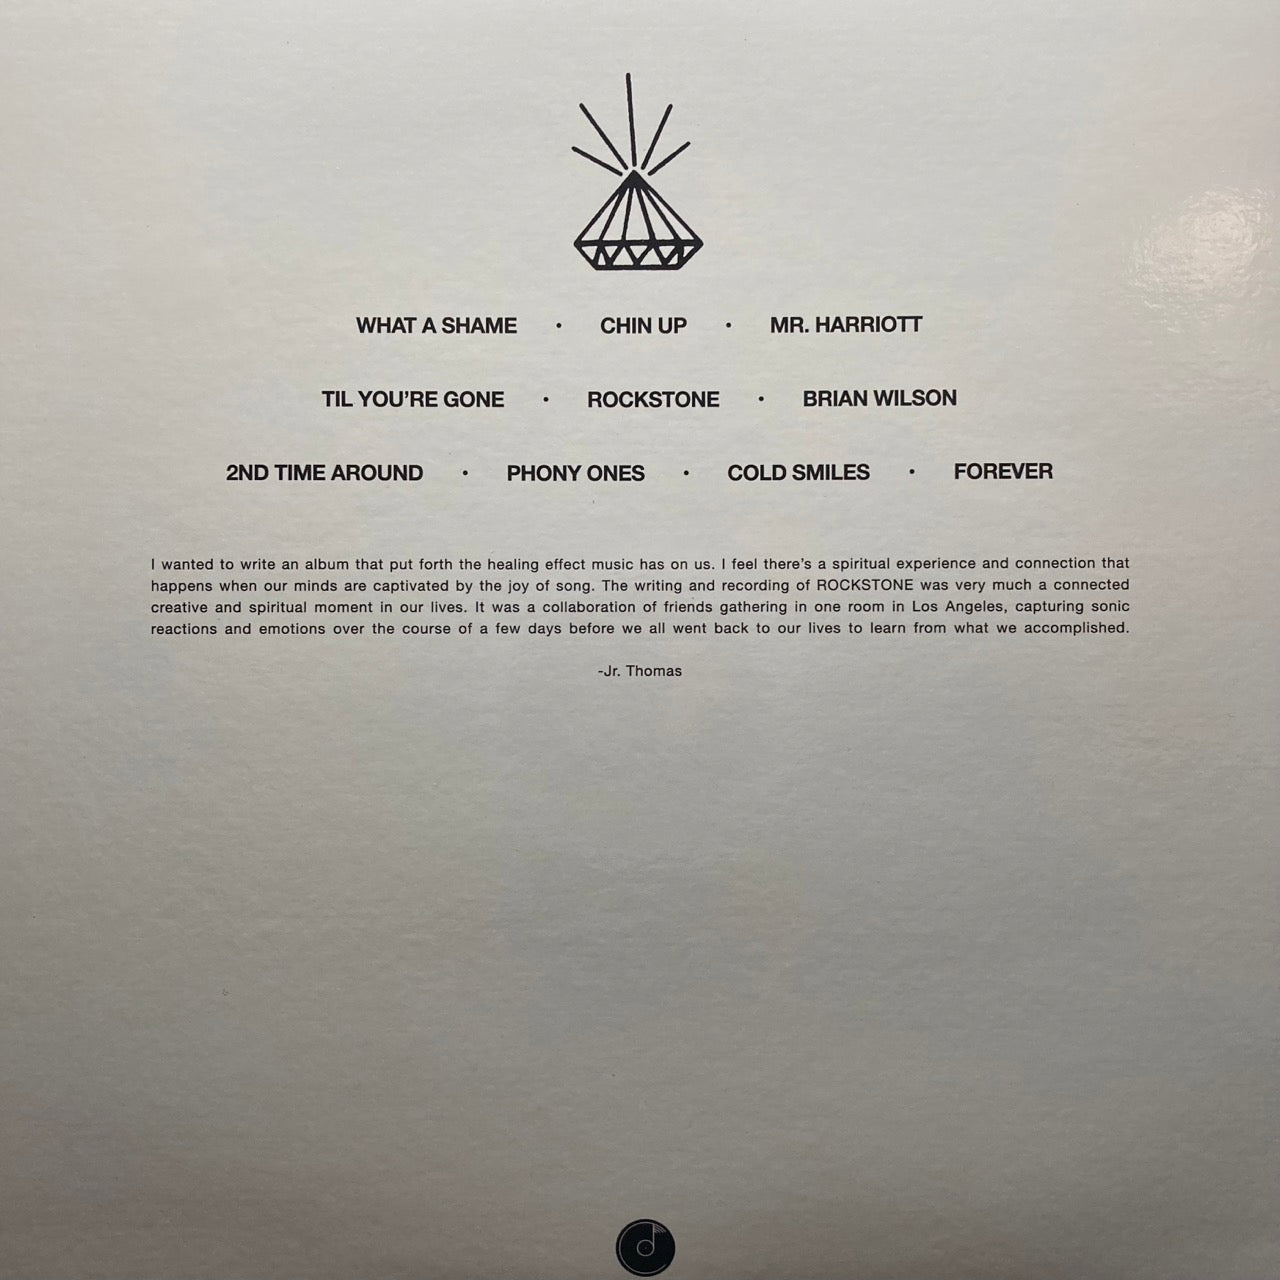 WHAT A SHAME • CHIN UP • MR. HARRIOTT
TIL YOU'RE GONE • ROCKSTONE • BRIAN WILSON
2ND TIME AROUND • PHONY ONES • COLD SMILES • FOREVER
I wanted to write an album that put forth the healing effect music has on us. I feel there's a spiritual experience and connection that
happens when our minds are captivated by the joy of song. The writing and recording of ROCKSTONE was very much a connected
creative and spiritual moment in our lives. It was a collaboration of friends gathering in one room in Los Angeles, capturing sonic
reactions and emotions over the course of a few days before we all went back to our lives to learn from what we accomplished.
-Jr. Thomas